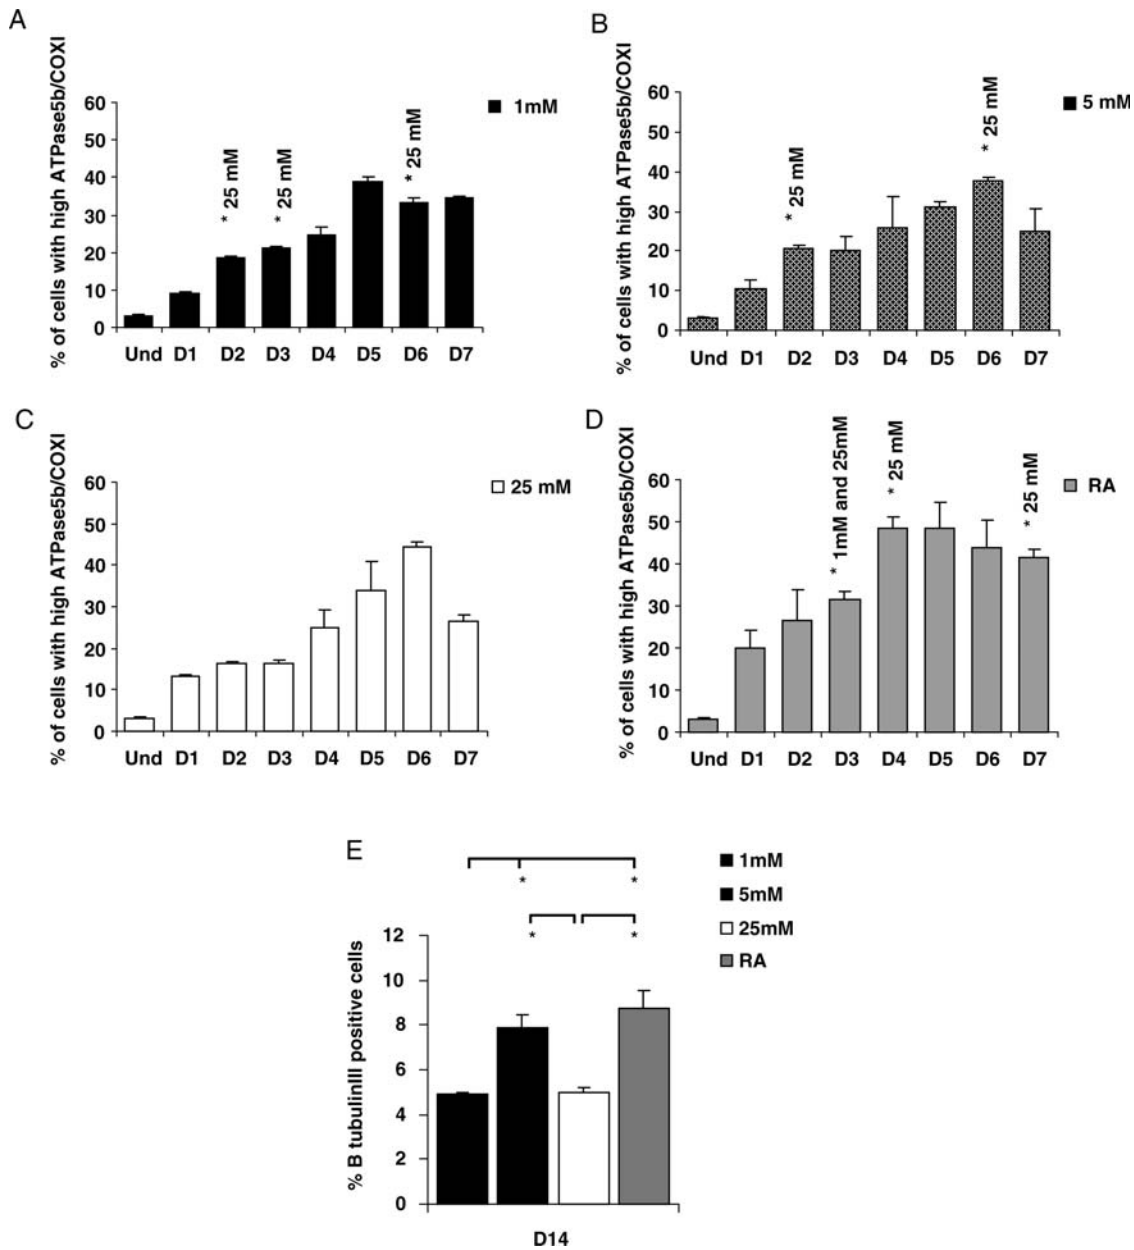 A
% of cells with high ATPase5b/COXI
60
50
40
30
20
10
0
* 25 mM
* 25 mM
* 25 mM
1mM
Und D1 D2 D3 D4 D5 D6 D7
B
% of cells with high ATPase5b/COXI
60
50
40
30
20
10
0
* 25 mM
* 25 mM
5 mM
Und D1 D2 D3 D4 D5 D6 D7
C
% of cells with high ATPase5b/COXI
60
50
40
30
20
10
0
25 mM
Und D1 D2 D3 D4 D5 D6 D7
D
% of cells with high ATPase5b/COXI
60
50
40
30
20
10
0
* 1mM and 25mM
* 25 mM
* 25 mM
RA
Und D1 D2 D3 D4 D5 D6 D7
E
* *
* *
1mM
5mM
25mM
RA
% B tubulinIII positive cells
12
10
8
6
4
2
0
D14